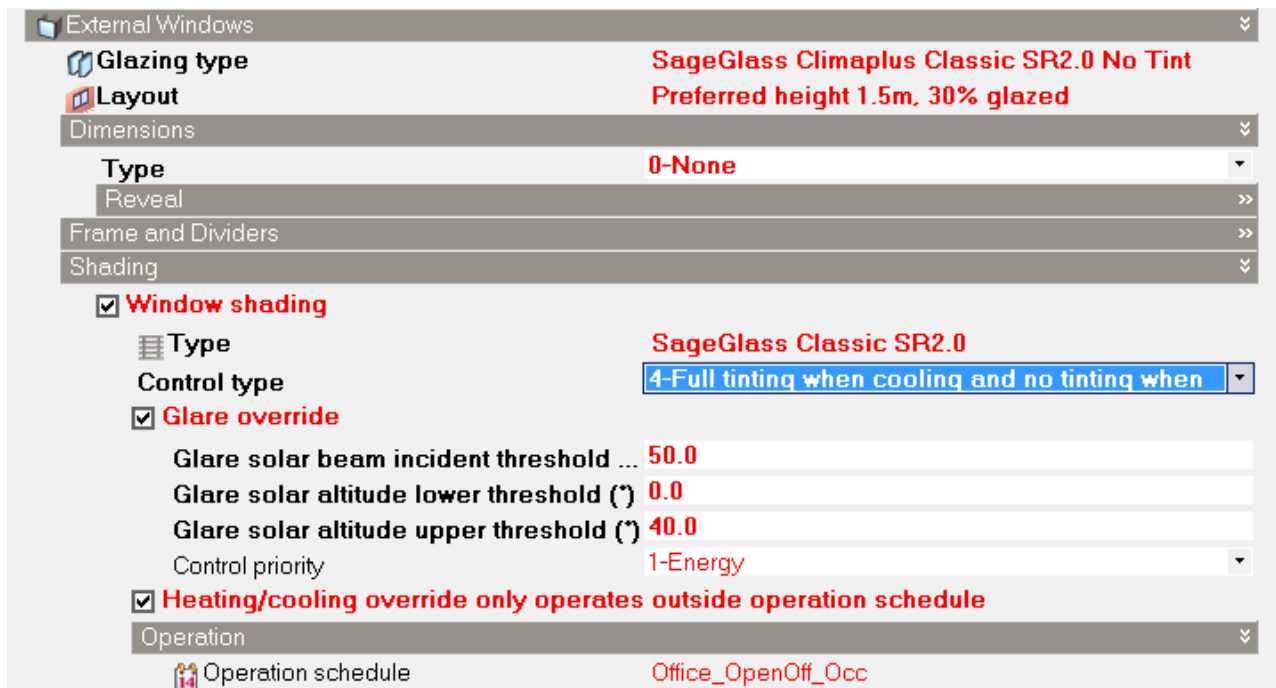 External Windows
Glazing type SageGlass Climaplus Classic SR2.0 No Tint
Layout Preferred height 1.5m, 30% glazed
Dimensions
Type 0-None
Reveal
Frame and Dividers
Shading
Window shading
Type SageGlass Classic SR2.0
Control type 4-Full tinting when cooling and no tinting when
Glare override
Glare solar beam incident threshold ... 50.0
Glare solar altitude lower threshold (°) 0.0
Glare solar altitude upper threshold (°) 40.0
Control priority 1-Energy
Heating/cooling override only operates outside operation schedule
Operation
14 Operation schedule Office_OpenOff_Occ